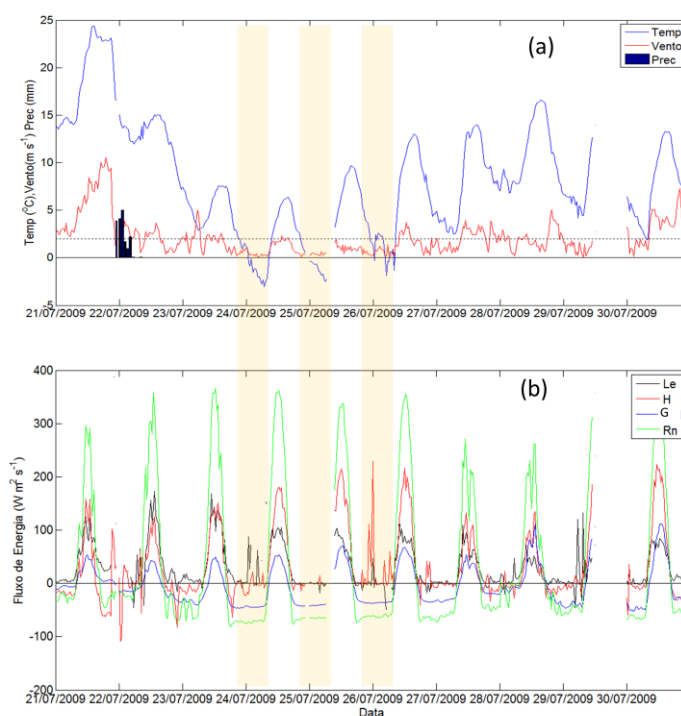 (a)
Temp
Vento
Prec
Temp (ºC),Vento(m s⁻¹) Prec (mm)
25
20
15
10
5
0
-5
21/07/2009 22/07/2009 23/07/2009 24/07/2009 25/07/2009 26/07/2009 27/07/2009 28/07/2009 29/07/2009 30/07/2009
(b)
Le
H
G
Rn
Fluxo de Energia (W m² s⁻¹)
400
300
200
100
0
-100
-200
21/07/2009 22/07/2009 23/07/2009 24/07/2009 25/07/2009 26/07/2009 27/07/2009 28/07/2009 29/07/2009 30/07/2009
Data